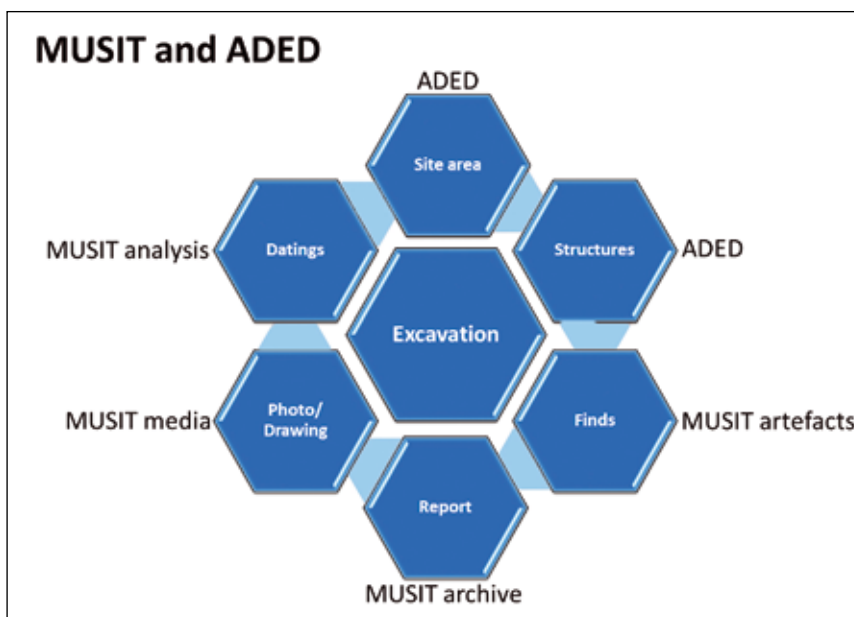 MUSIT and ADED
ADED
Site area
MUSIT analysis
Datings
Structures
ADED
Excavation
MUSIT media
Photo/
Drawing
Finds
MUSIT artefacts
Report
MUSIT archive